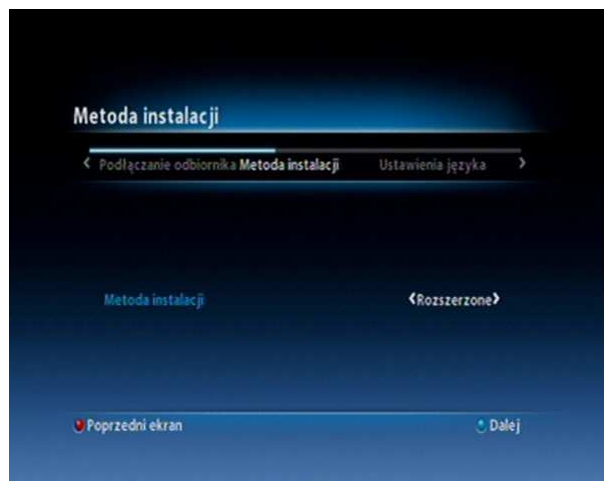 Metoda instalacji
Podłączanie odbiornika Metoda instalacji Ustawienia języka
Metoda instalacji Rozszerzone
Poprzedni ekran Dalej